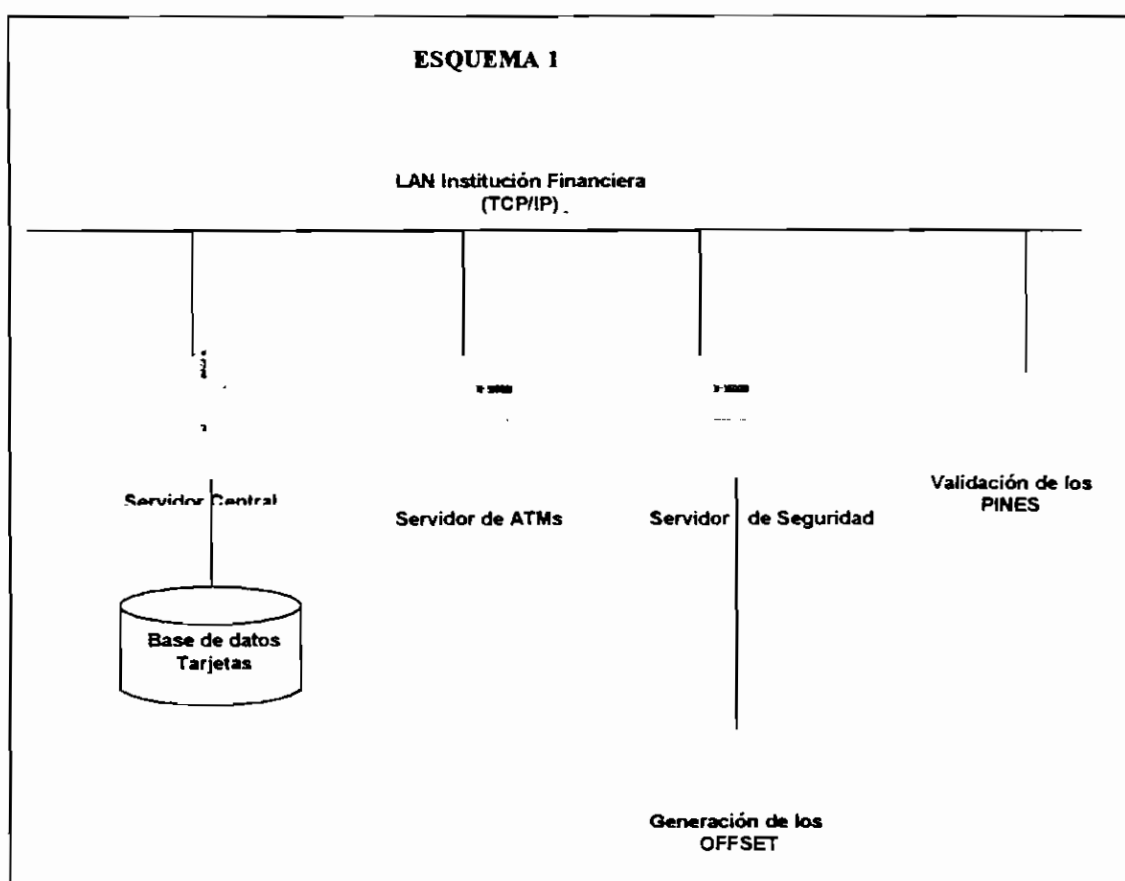 ESQUEMA 1
LAN Institución Financiera
(TCP/IP)
Servidor Central
Servidor de ATMs
Servidor de Seguridad
Validación de los
PINES
Base de datos
Tarjetas
Generación de los
OFFSET